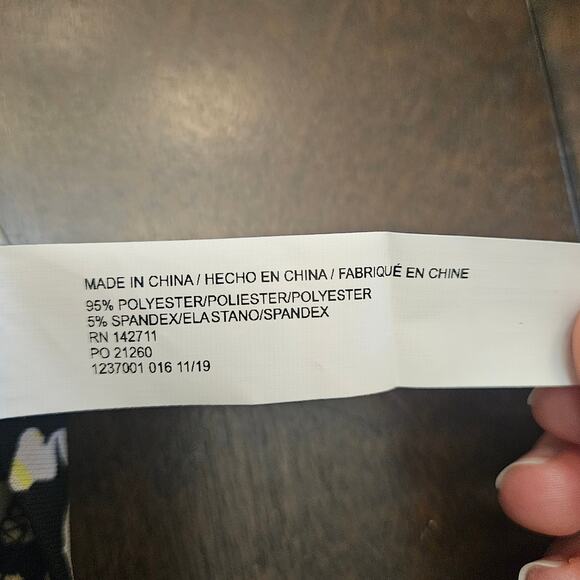 MADE IN CHINA / HECHO EN CHINA / FABRIQUÉ EN CHINE
95% POLYESTER/POLIESTER/POLYESTER
5% SPANDEX/ELASTANO/SPANDEX
RN 142711
PO 21260
1237001 016 11/19